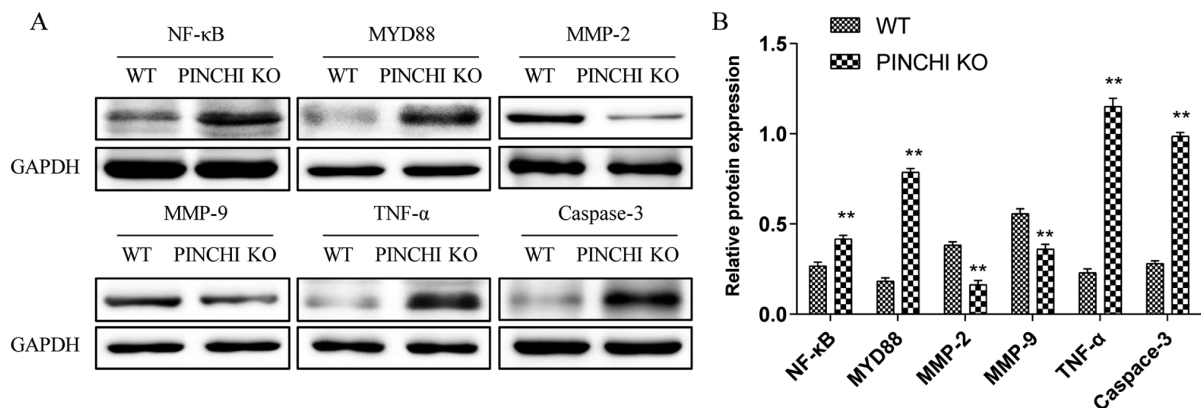 A
NF-κB MYD88 MMP-2
WT PINCHI KO WT PINCHI KO WT PINCHI KO
GAPDH
MMP-9 TNF-α Caspase-3
WT PINCHI KO WT PINCHI KO WT PINCHI KO
GAPDH
B
WT
PINCHI KO
Relative protein expression
1.5
1.0
0.5
0.0
**
**
**
**
**
**
NF-κB
MYD88
MMP-2
MMP-9
TNF-α
Caspace-3